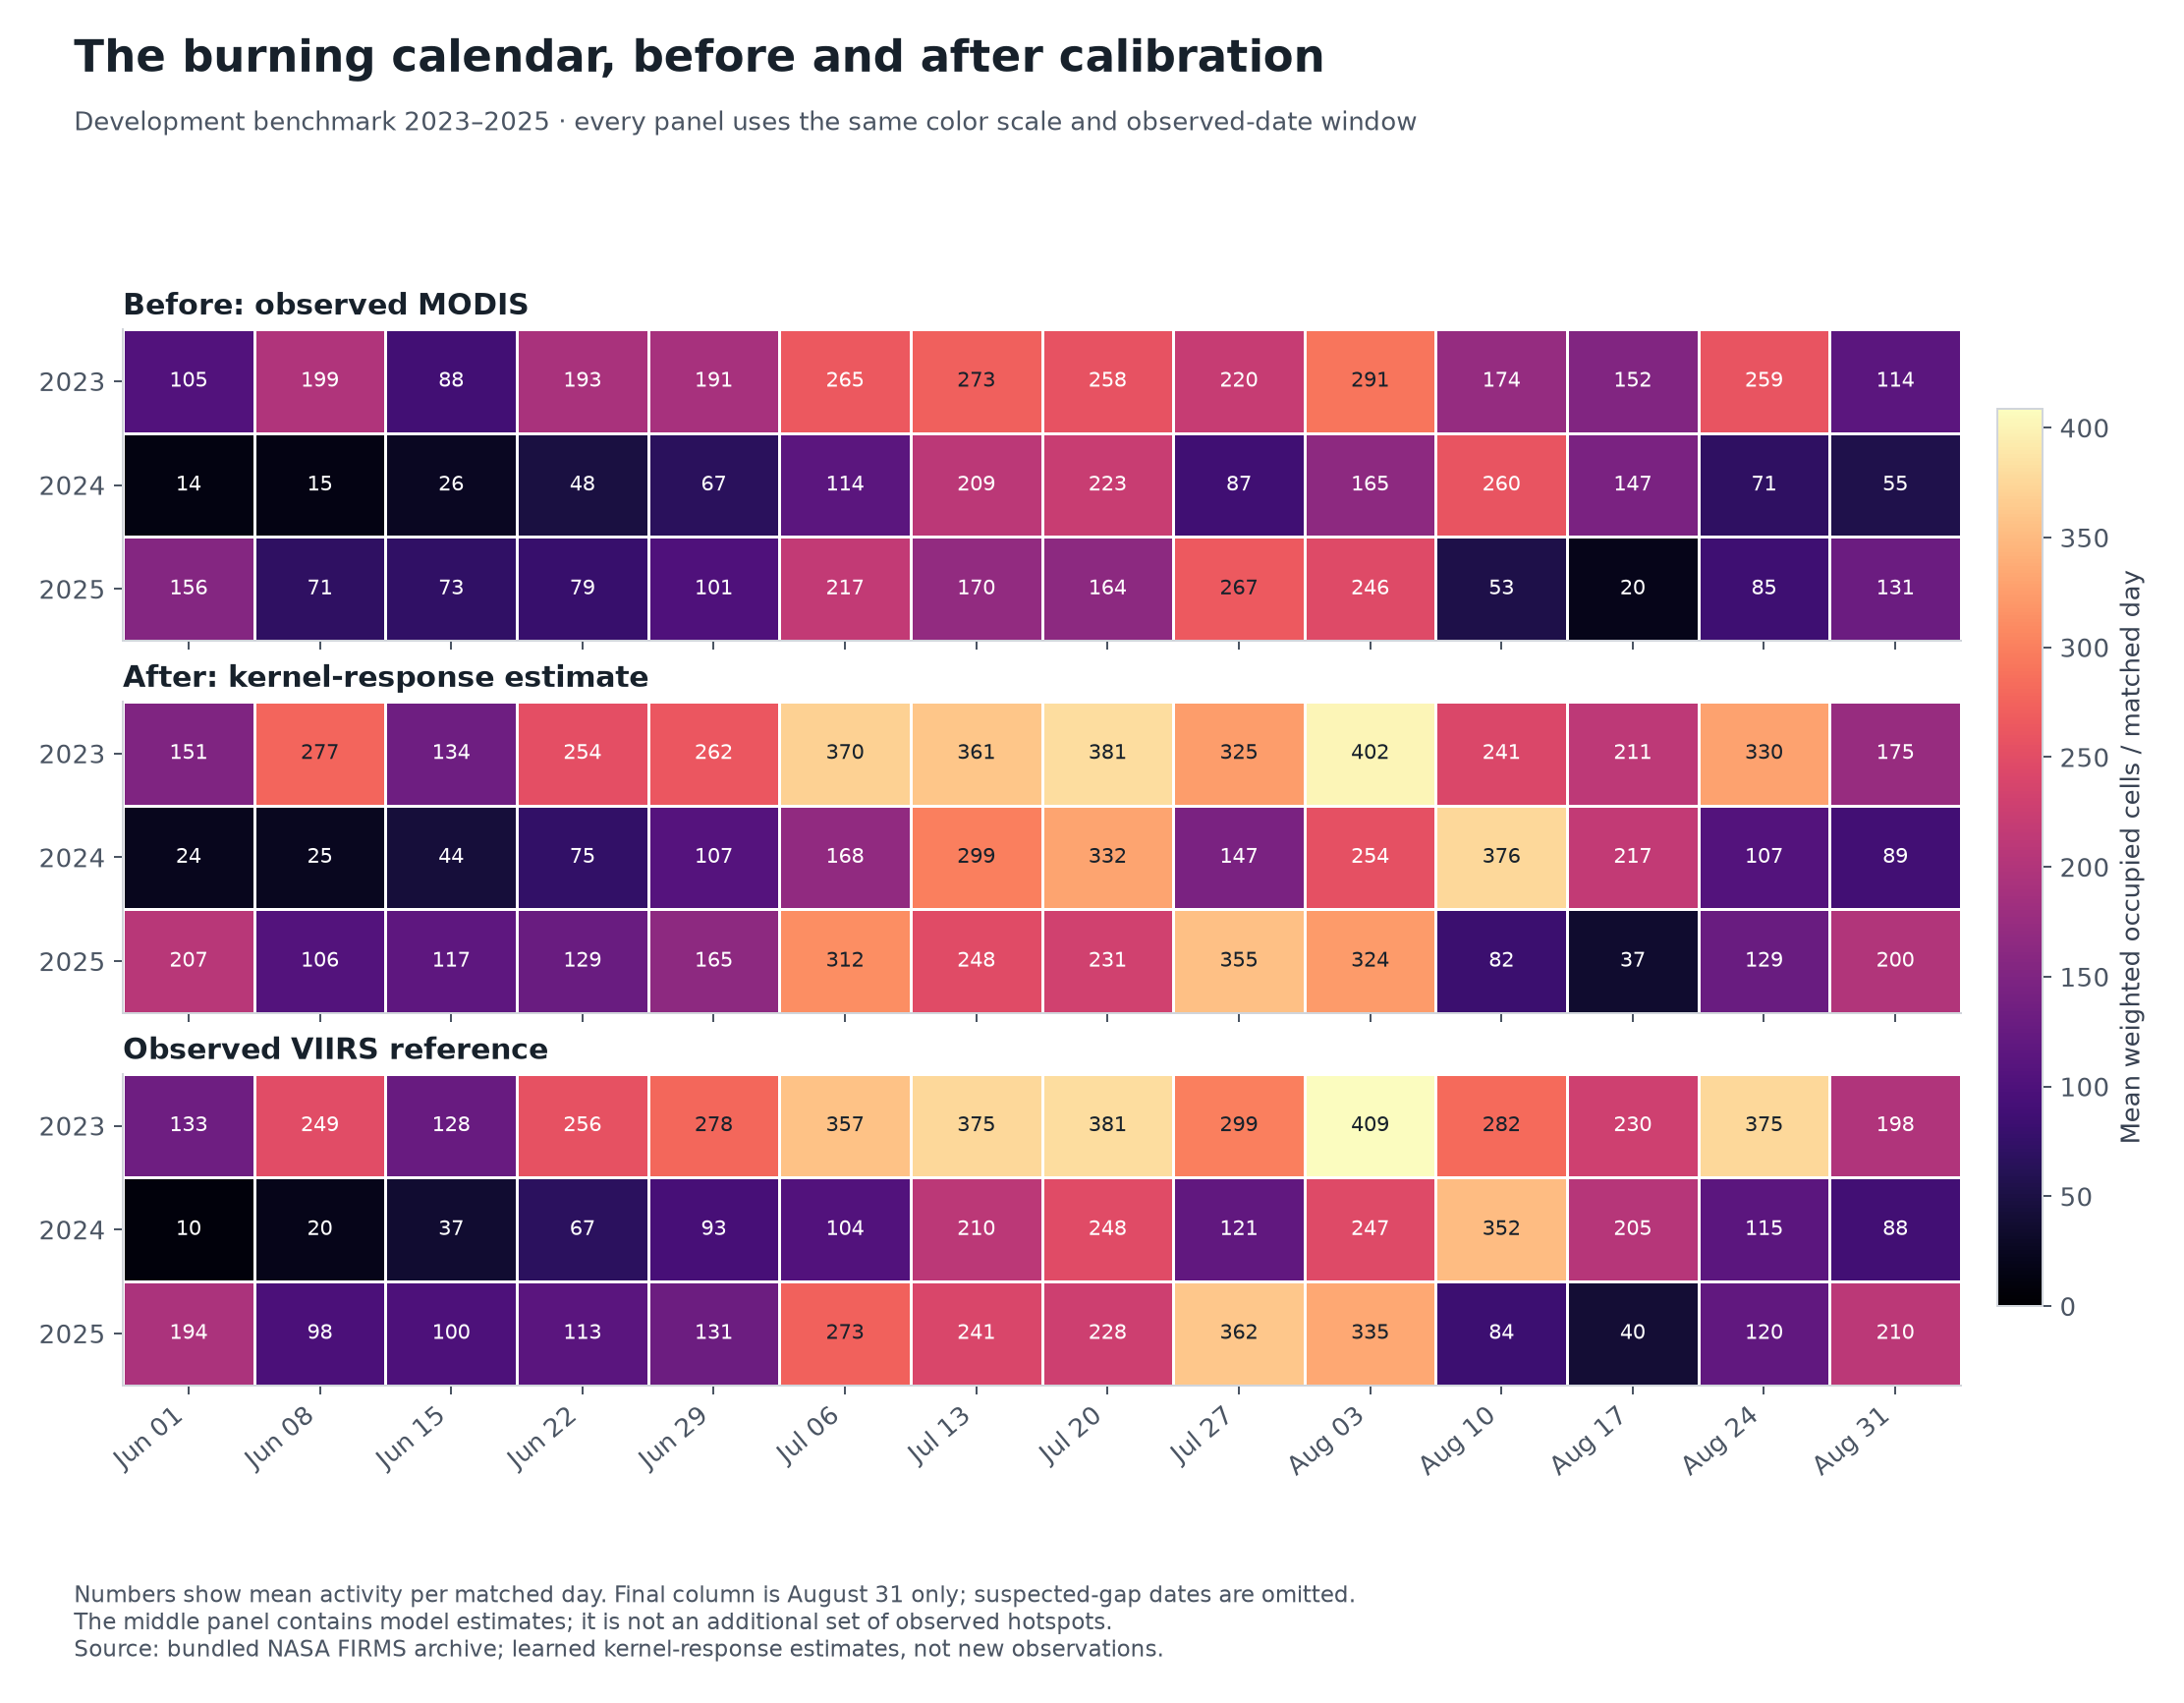 The burning calendar, before and after calibration
Development benchmark 2023–2025 · every panel uses the same color scale and observed-date window
Before: observed MODIS
2023 105 199 88 193 191 265 273 258 220 291 174 152 259 114
2024 14 15 26 48 67 114 209 223 87 165 260 147 71 55
2025 156 71 73 79 101 217 170 164 267 246 53 20 85 131
After: kernel-response estimate
2023 151 277 134 254 262 370 361 381 325 402 241 211 330 175
2024 24 25 44 75 107 168 299 332 147 254 376 217 107 89
2025 207 106 117 129 165 312 248 231 355 324 82 37 129 200
Observed VIIRS reference
2023 133 249 128 256 278 357 375 381 299 409 282 230 375 198
2024 10 20 37 67 93 104 210 248 121 247 352 205 115 88
2025 194 98 100 113 131 273 241 228 362 335 84 40 120 210
Jun 01 Jun 08 Jun 15 Jun 22 Jun 29 Jul 06 Jul 13 Jul 20 Jul 27 Aug 03 Aug 10 Aug 17 Aug 24 Aug 31
400
350
300
250
200
150
100
50
0
Mean weighted occupied cells / matched day
Numbers show mean activity per matched day. Final column is August 31 only; suspected-gap dates are omitted.
The middle panel contains model estimates; it is not an additional set of observed hotspots.
Source: bundled NASA FIRMS archive; learned kernel-response estimates, not new observations.